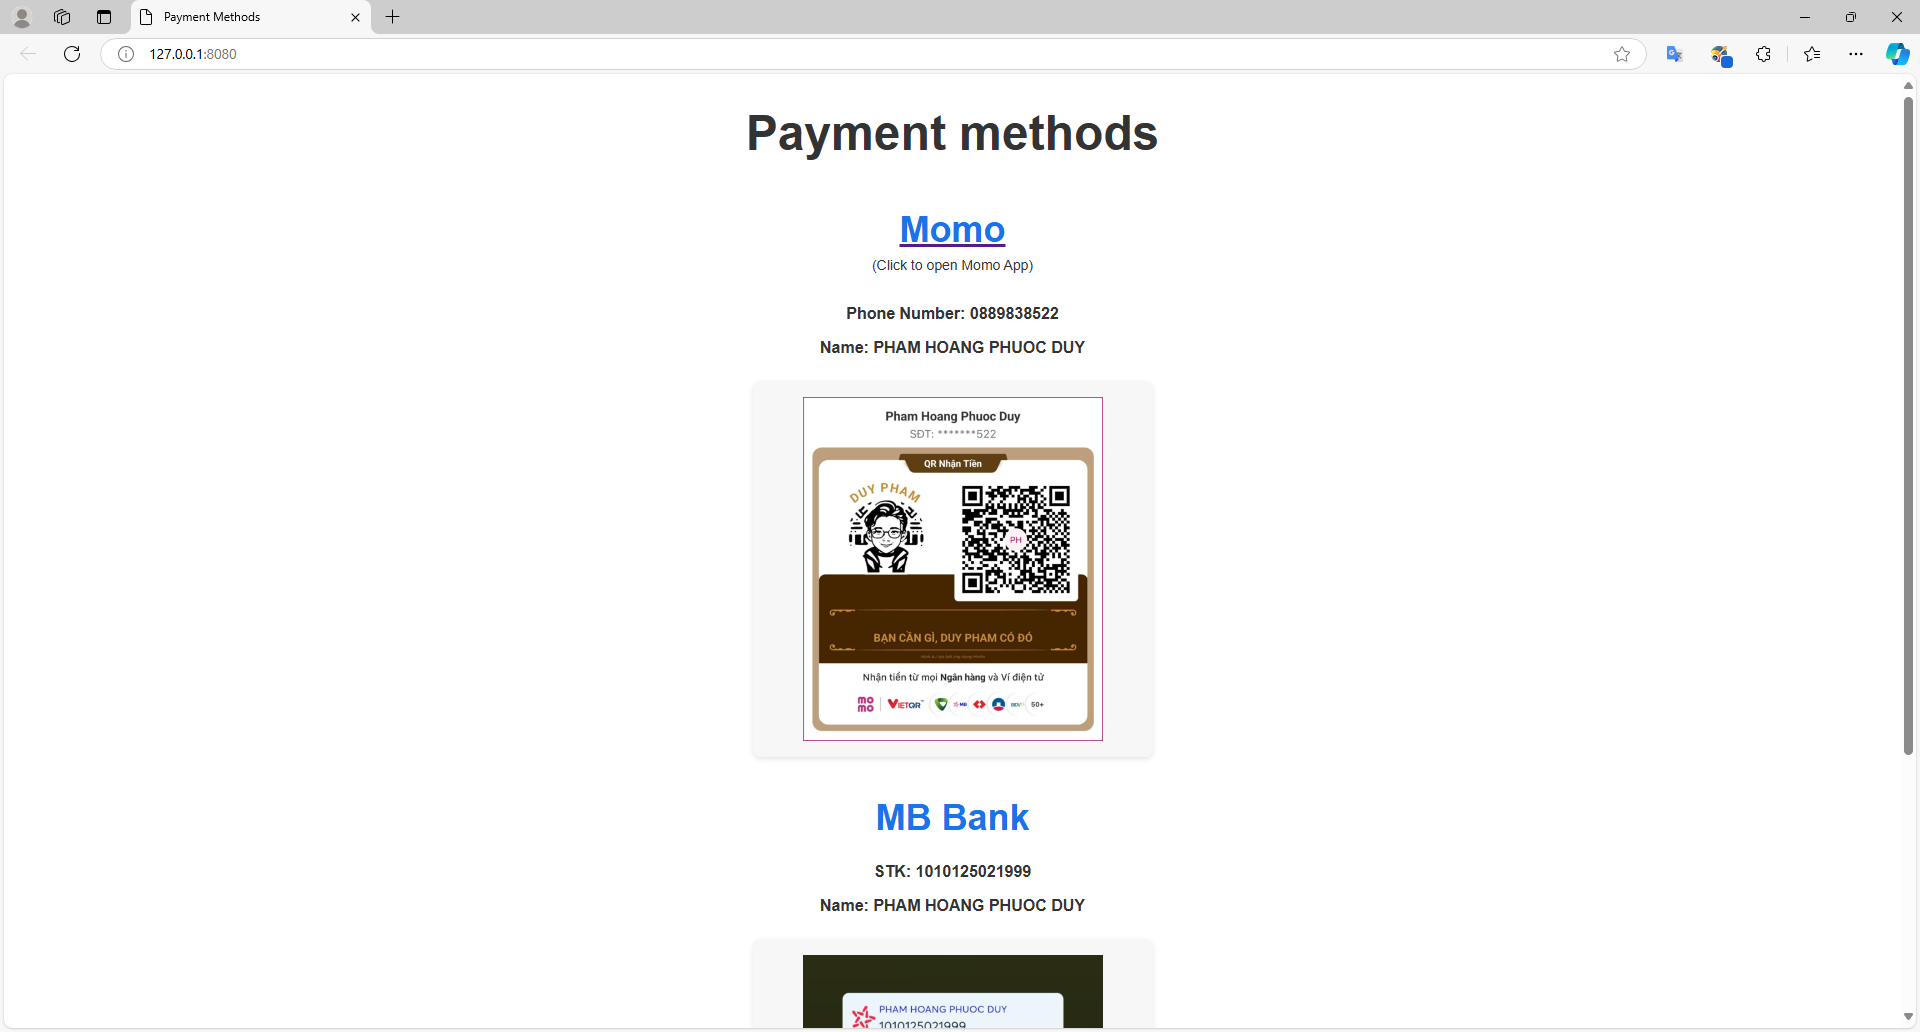 Payment Methods
127.0.0.1:8080
Payment methods
Momo
(Click to open Momo App)
Phone Number: 0889838522
Name: PHAM HOANG PHUOC DUY
Pham Hoang Phuoc Duy
SĐT: *******522
QR Nhận Tiền
DUY PHAM
PH
BẠN CẦN GÌ, DUY PHAM CÓ ĐÓ
Nhận tiền từ mọi Ngân hàng và Ví điện tử
mo mo VIETQR MB BIDV 50+
MB Bank
STK: 1010125021999
Name: PHAM HOANG PHUOC DUY
PHAM HOANG PHUOC DUY
1010125021999